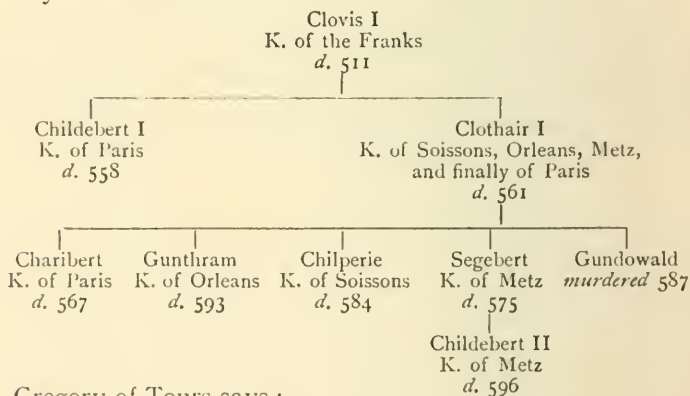 Clovis I
K. of the Franks
d. 511
Childebert I
K. of Paris
d. 558
Clothair I
K. of Soissons, Orleans, Metz,
and finally of Paris
d. 561
Charibert
K. of Paris
d. 567
Gunthram
K. of Orleans
d. 593
Chilperie
K. of Soissons
d. 584
Segebert
K. of Metz
d. 575
Gundowald
murdered 587
Childebert II
K. of Metz
d. 596
Gregory of Tours says: